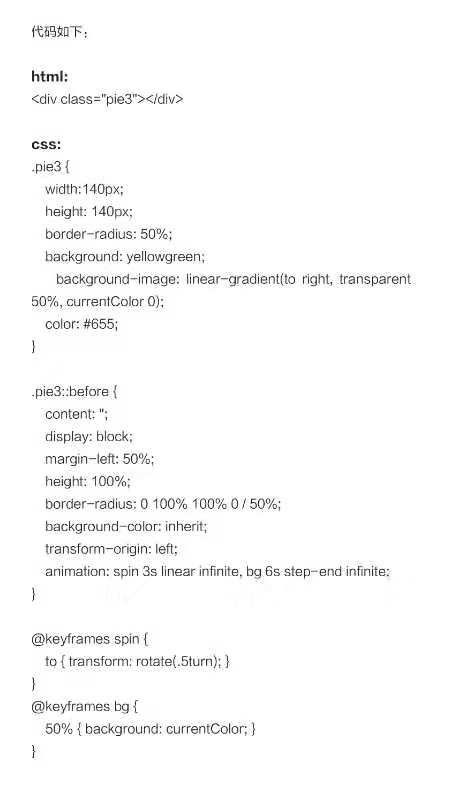 代码如下；
html:
<div class="pie3"></div>
css:
.pie3 {
width:140px;
height: 140px;
border-radius: 50%;
background: yellowgreen;
background-image: linear-gradient(to right, transparent
50%, currentColor 0);
color: #655;
}
.pie3::before {
content: '';
display: block;
margin-left: 50%;
height: 100%;
border-radius: 0 100% 100% 0 / 50%;
background-color: inherit;
transform-origin: left;
animation: spin 3s linear infinite, bg 6s step-end infinite;
}
@keyframes spin {
to { transform: rotate(.5turn); }
}
@keyframes bg {
50% { background: currentColor; }
}